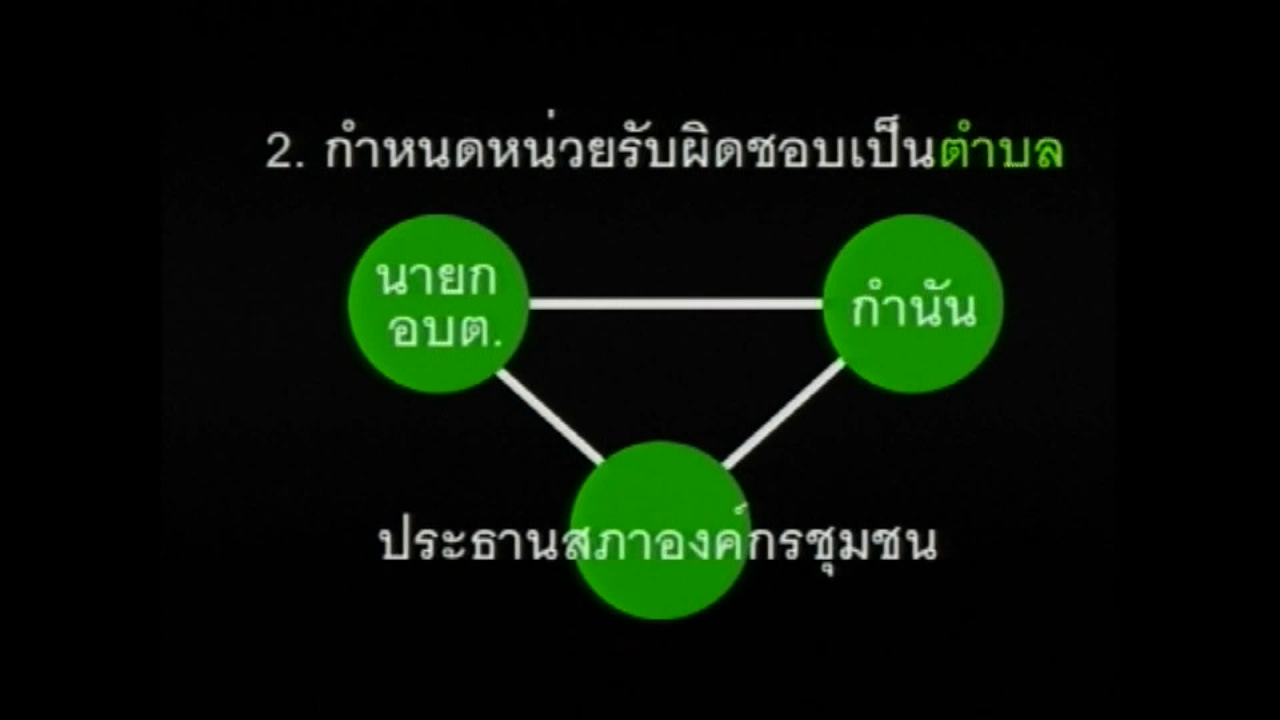 2. กำหนดหน่วยรับผิดชอบเป็นตำบล
นายก
อบต.
กำนัน
ประธานสภาองค์กรชุมชน